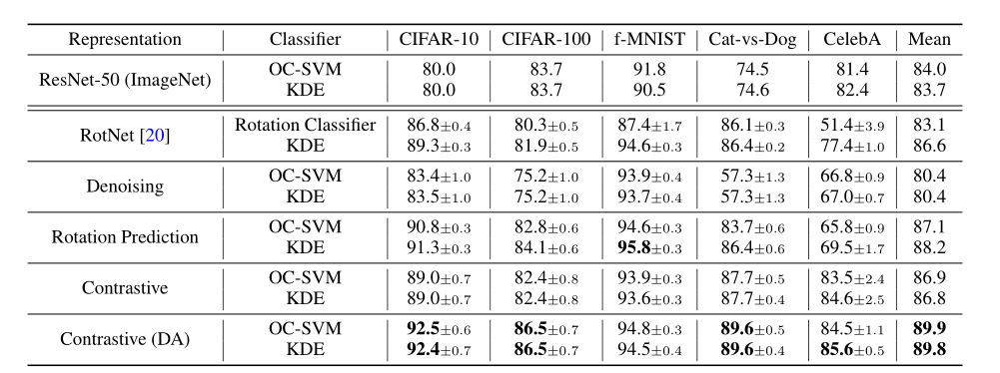 Representation Classifier CIFAR-10 CIFAR-100 f-MNIST Cat-vs-Dog CelebA Mean
ResNet-50 (ImageNet) OC-SVM 80.0 83.7 91.8 74.5 81.4 84.0
KDE 80.0 83.7 90.5 74.6 82.4 83.7
RotNet [20] Rotation Classifier 86.8±0.4 80.3±0.5 87.4±1.7 86.1±0.3 51.4±3.9 83.1
KDE 89.3±0.3 81.9±0.5 94.6±0.3 86.4±0.2 77.4±1.0 86.6
Denoising OC-SVM 83.4±1.0 75.2±1.0 93.9±0.4 57.3±1.3 66.8±0.9 80.4
KDE 83.5±1.0 75.2±1.0 93.7±0.4 57.3±1.3 67.0±0.7 80.4
Rotation Prediction OC-SVM 90.8±0.3 82.8±0.6 94.6±0.3 83.7±0.6 65.8±0.9 87.1
KDE 91.3±0.3 84.1±0.6 95.8±0.3 86.4±0.6 69.5±1.7 88.2
Contrastive OC-SVM 89.0±0.7 82.4±0.8 93.9±0.3 87.7±0.5 83.5±2.4 86.9
KDE 89.0±0.7 82.4±0.8 93.6±0.3 87.7±0.4 84.6±2.5 86.8
Contrastive (DA) OC-SVM 92.5±0.6 86.5±0.7 94.8±0.3 89.6±0.5 84.5±1.1 89.9
KDE 92.4±0.7 86.5±0.7 94.5±0.4 89.6±0.4 85.6±0.5 89.8